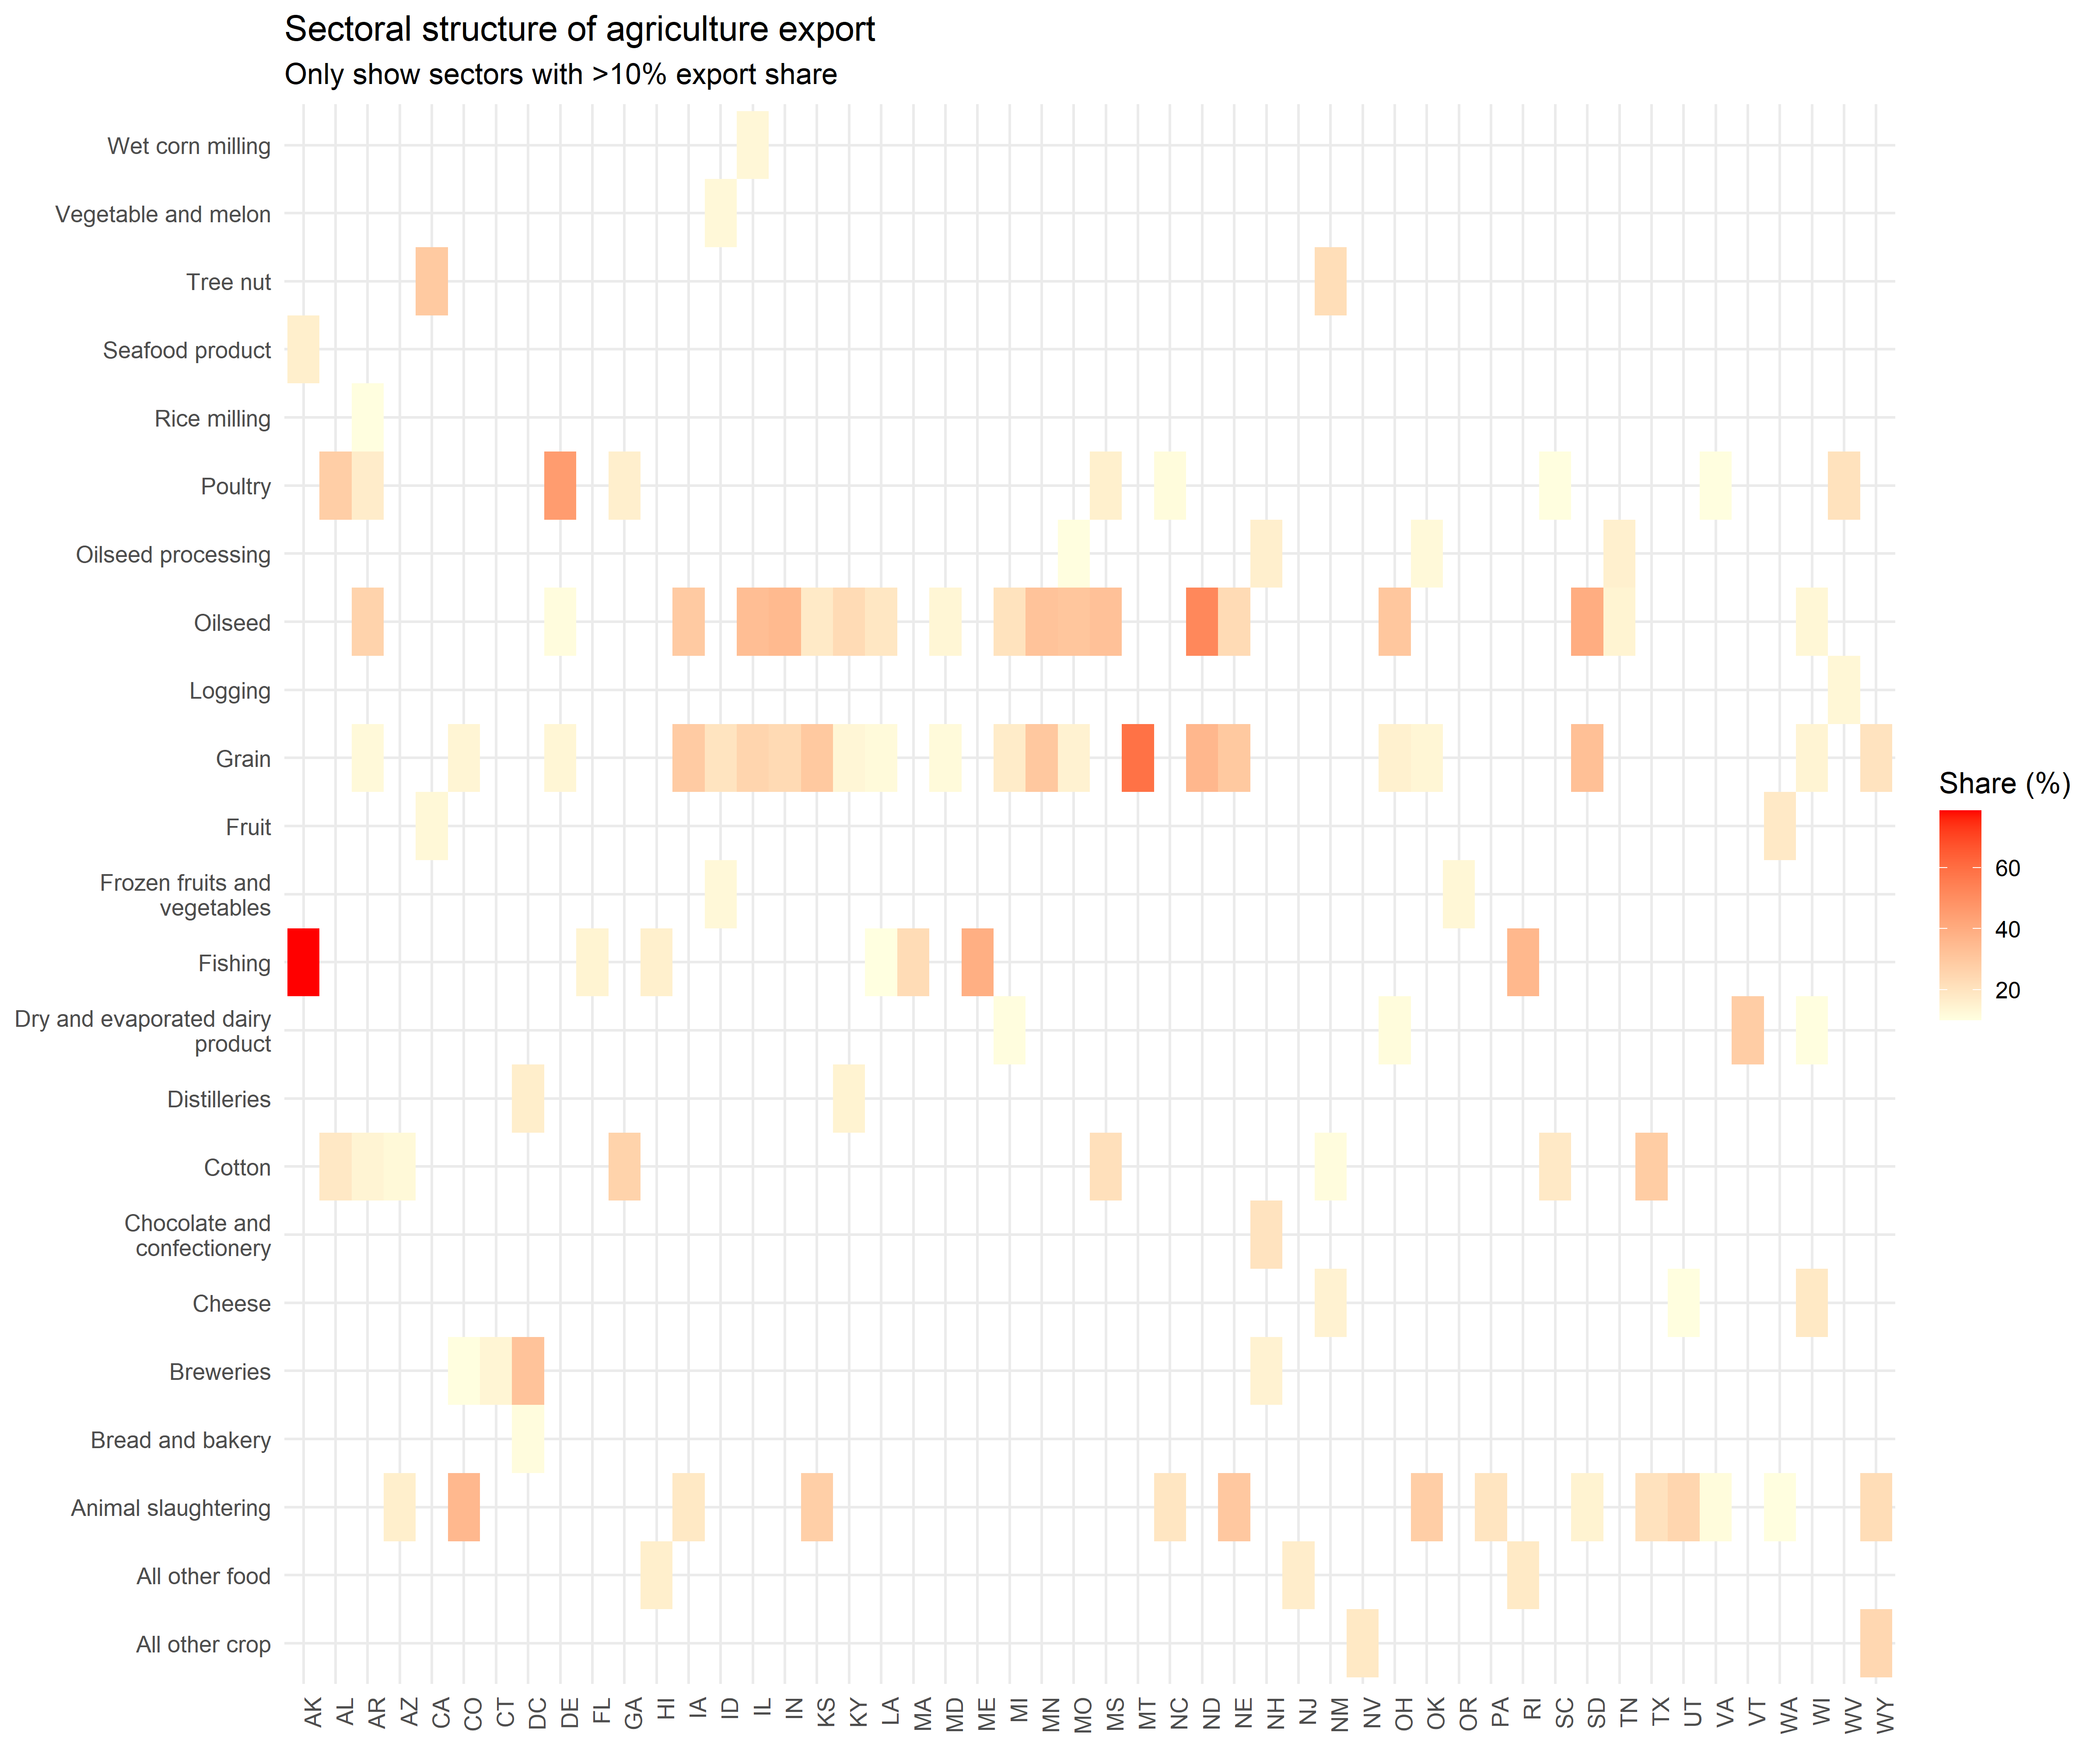 Sectoral structure of agriculture export
Only show sectors with >10% export share
Wet corn milling
Vegetable and melon
Tree nut
Seafood product
Rice milling
Poultry
Oilseed processing
Oilseed
Logging
Grain
Fruit
Frozen fruits and
vegetables
Fishing
Dry and evaporated dairy
product
Distilleries
Cotton
Chocolate and
confectionery
Cheese
Breweries
Bread and bakery
Animal slaughtering
All other food
All other crop
AK AL AR AZ CA CO CT DC DE FL GA HI IA ID IL IN KS KY LA MA MD ME MI MN MO MS MT NC ND NE NH NJ NM NV OH OK OR PA RI SC SD TN TX UT VA VT WA WI WV WY
Share (%)
60
40
20